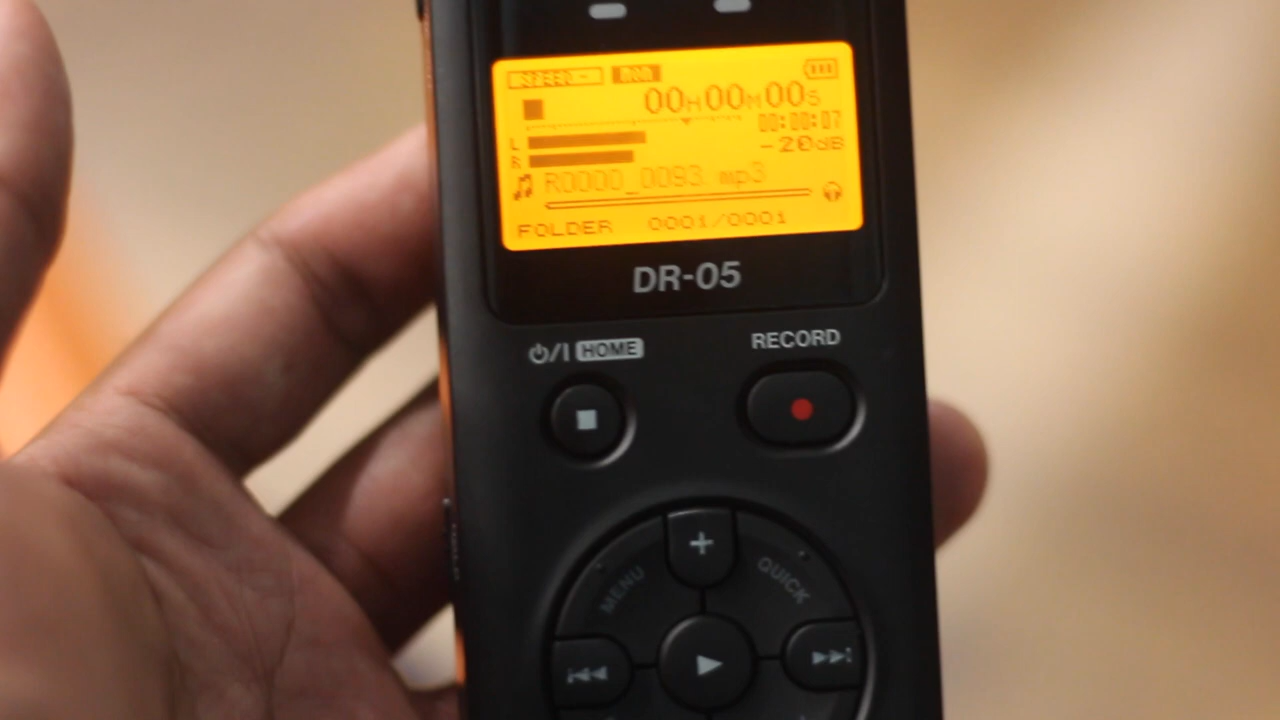 00H00M00S
00:00:07
L
-20dB
R
R0000_0093.mp3
FOLDER 0001/0001
DR-05
HOME
RECORD
MENU
QUICK